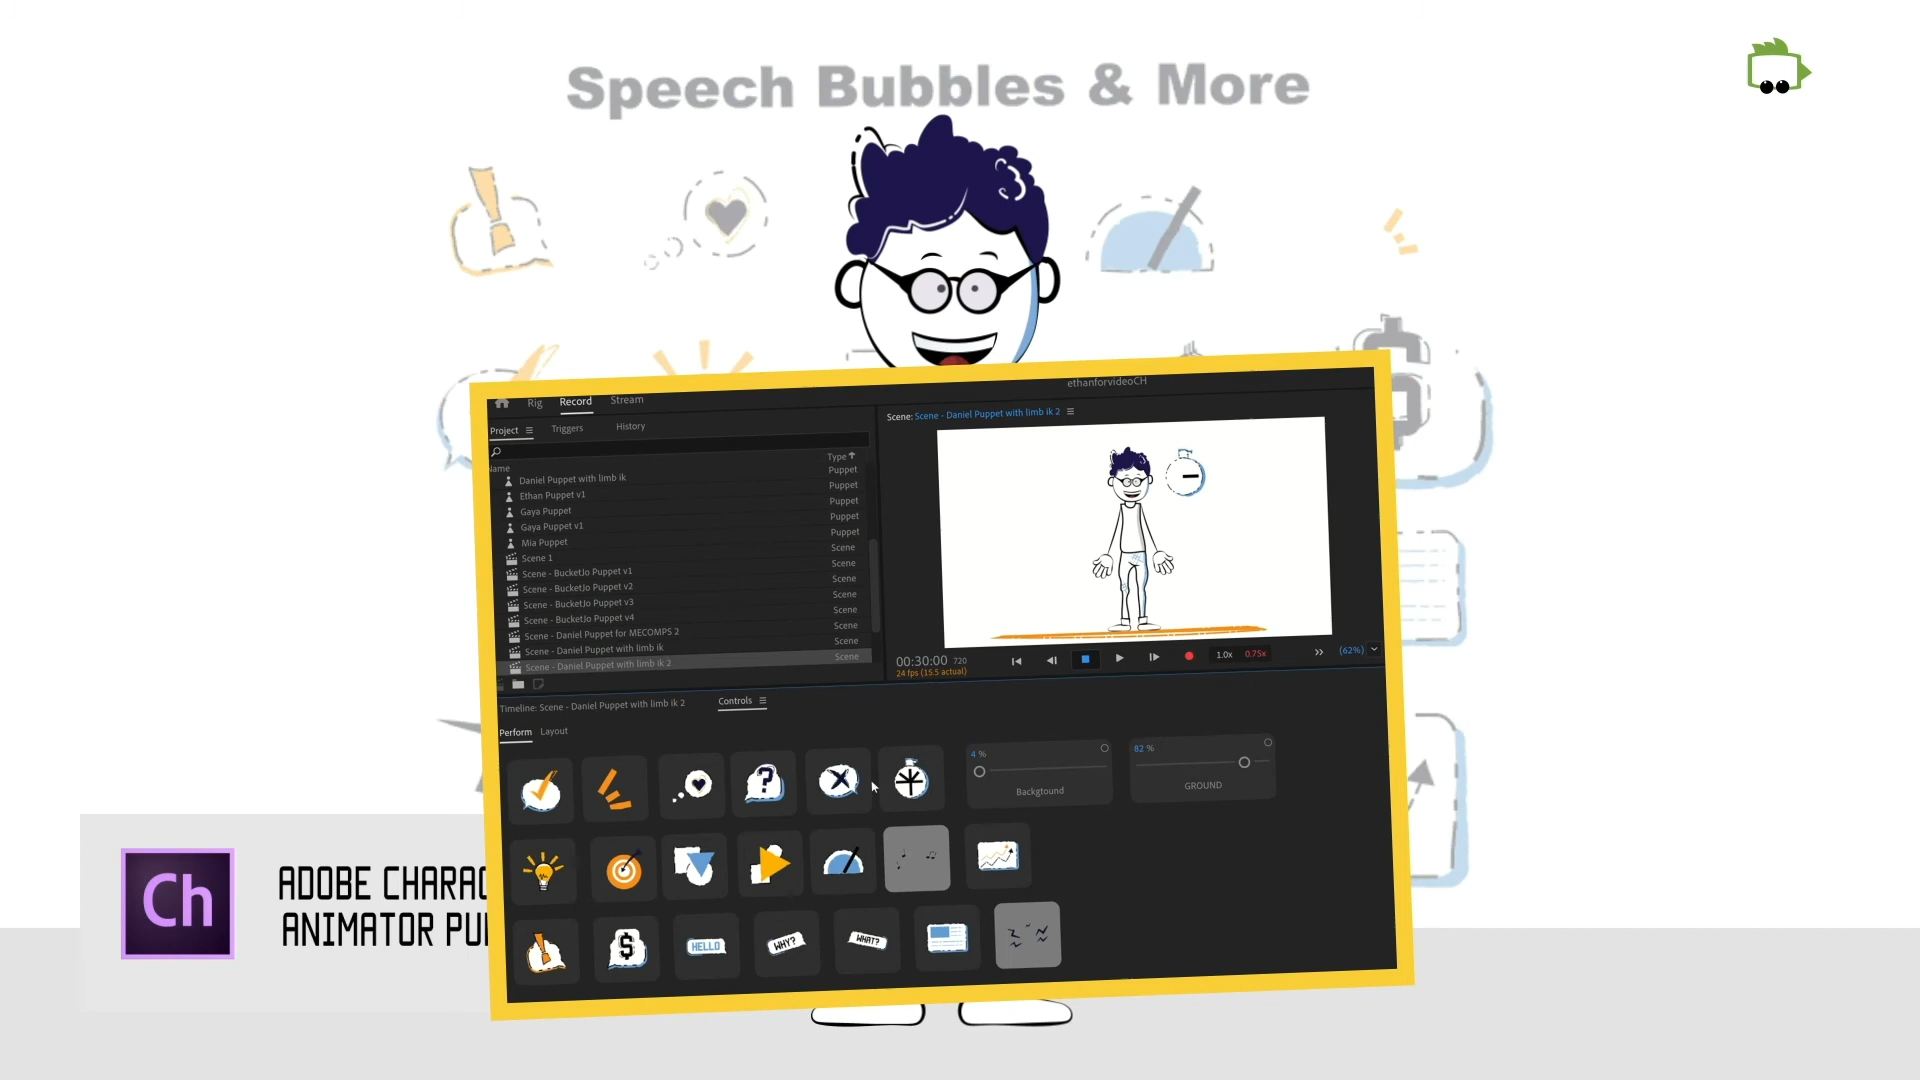 Speech Bubbles & More
ethanforvideoCH
Rig Record Stream
Project Triggers History
Scene: Scene - Daniel Puppet with limb ik 2
Name Type
Daniel Puppet with limb ik Puppet
Ethan Puppet v1 Puppet
Gaya Puppet Puppet
Gaya Puppet v1 Puppet
Mia Puppet Puppet
Scene 1 Scene
Scene - BucketJo Puppet v1 Scene
Scene - BucketJo Puppet v2 Scene
Scene - BucketJo Puppet v3 Scene
Scene - BucketJo Puppet v4 Scene
Scene - Daniel Puppet for MECOMPS 2 Scene
Scene - Daniel Puppet with limb ik Scene
Scene - Daniel Puppet with limb ik 2 Scene
00:30:00 720
24 fps (15.5 actual)
1.0x 0.75x
(62%)
Timeline: Scene - Daniel Puppet with limb ik 2 Controls
Perform Layout
4 %
Background
82 %
GROUND
?
$
HELLO
WHY?
WHAT?
Ch
ADOBE CHARAC
ANIMATOR PU